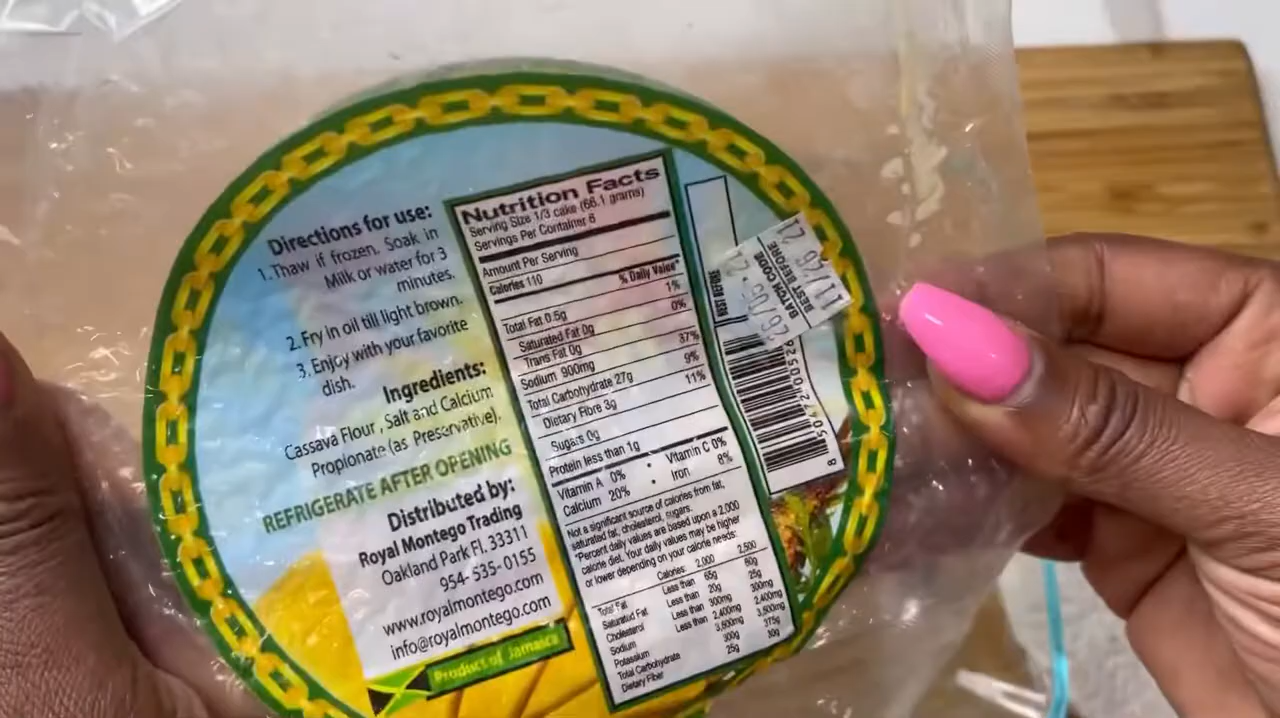 Directions for use:
1. Thaw if frozen. Soak in
Milk or water for 3
minutes.
2. Fry in oil till light brown.
3. Enjoy with your favorite
dish.
Ingredients:
Cassava Flour , Salt and Calcium
Propionate (as Preservative).
REFRIGERATE AFTER OPENING
Distributed by:
Royal Montego Trading
Oakland Park Fl. 33311
954- 535- 0155
www.royalmontego.com
info@royalmontego.com
Product of Jamaica
Nutrition Facts
Serving Size 1/3 cake (66.1 grams)
Servings Per Container 6
Amount Per Serving
Calories 110
% Daily Value*
Total Fat 0.5g 1%
Saturated Fat 0g 0%
Trans Fat 0g
Sodium 900mg 37%
Total Carbohydrate 27g 9%
Dietary Fibre 3g 11%
Sugars 0g
Protein less than 1g
Vitamin A 0% • Vitamin C 0%
Calcium 20% • Iron 8%
Not a significant source of calories from fat,
saturated fat, cholesterol, sugars.
*Percent daily values are based upon a 2,000
calorie diet. Your daily values may be higher
or lower depending on your calorie needs:
Calories: 2,000 2,500
Total Fat Less than 65g 80g
Saturated Fat Less than 20g 25g
Cholesterol Less than 300mg 300mg
Sodium Less than 2,400mg 2,400mg
Potassium 3,500mg 3,500mg
Total Carbohydrate 300g 375g
Dietary Fiber 25g 30g
BEST BEFORE
BATCH CODE
BEST BEFORE
11/26 21